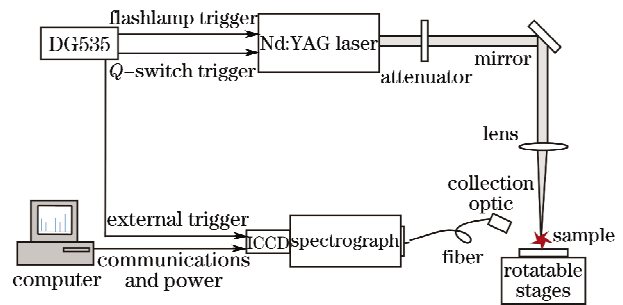 flashlamp trigger
DG535
Nd:YAG laser
Q-switch trigger
attenuator
mirror
lens
collection
optic
external trigger
ICCD
spectrograph
fiber
sample
computer
communications
and power
rotatable
stages